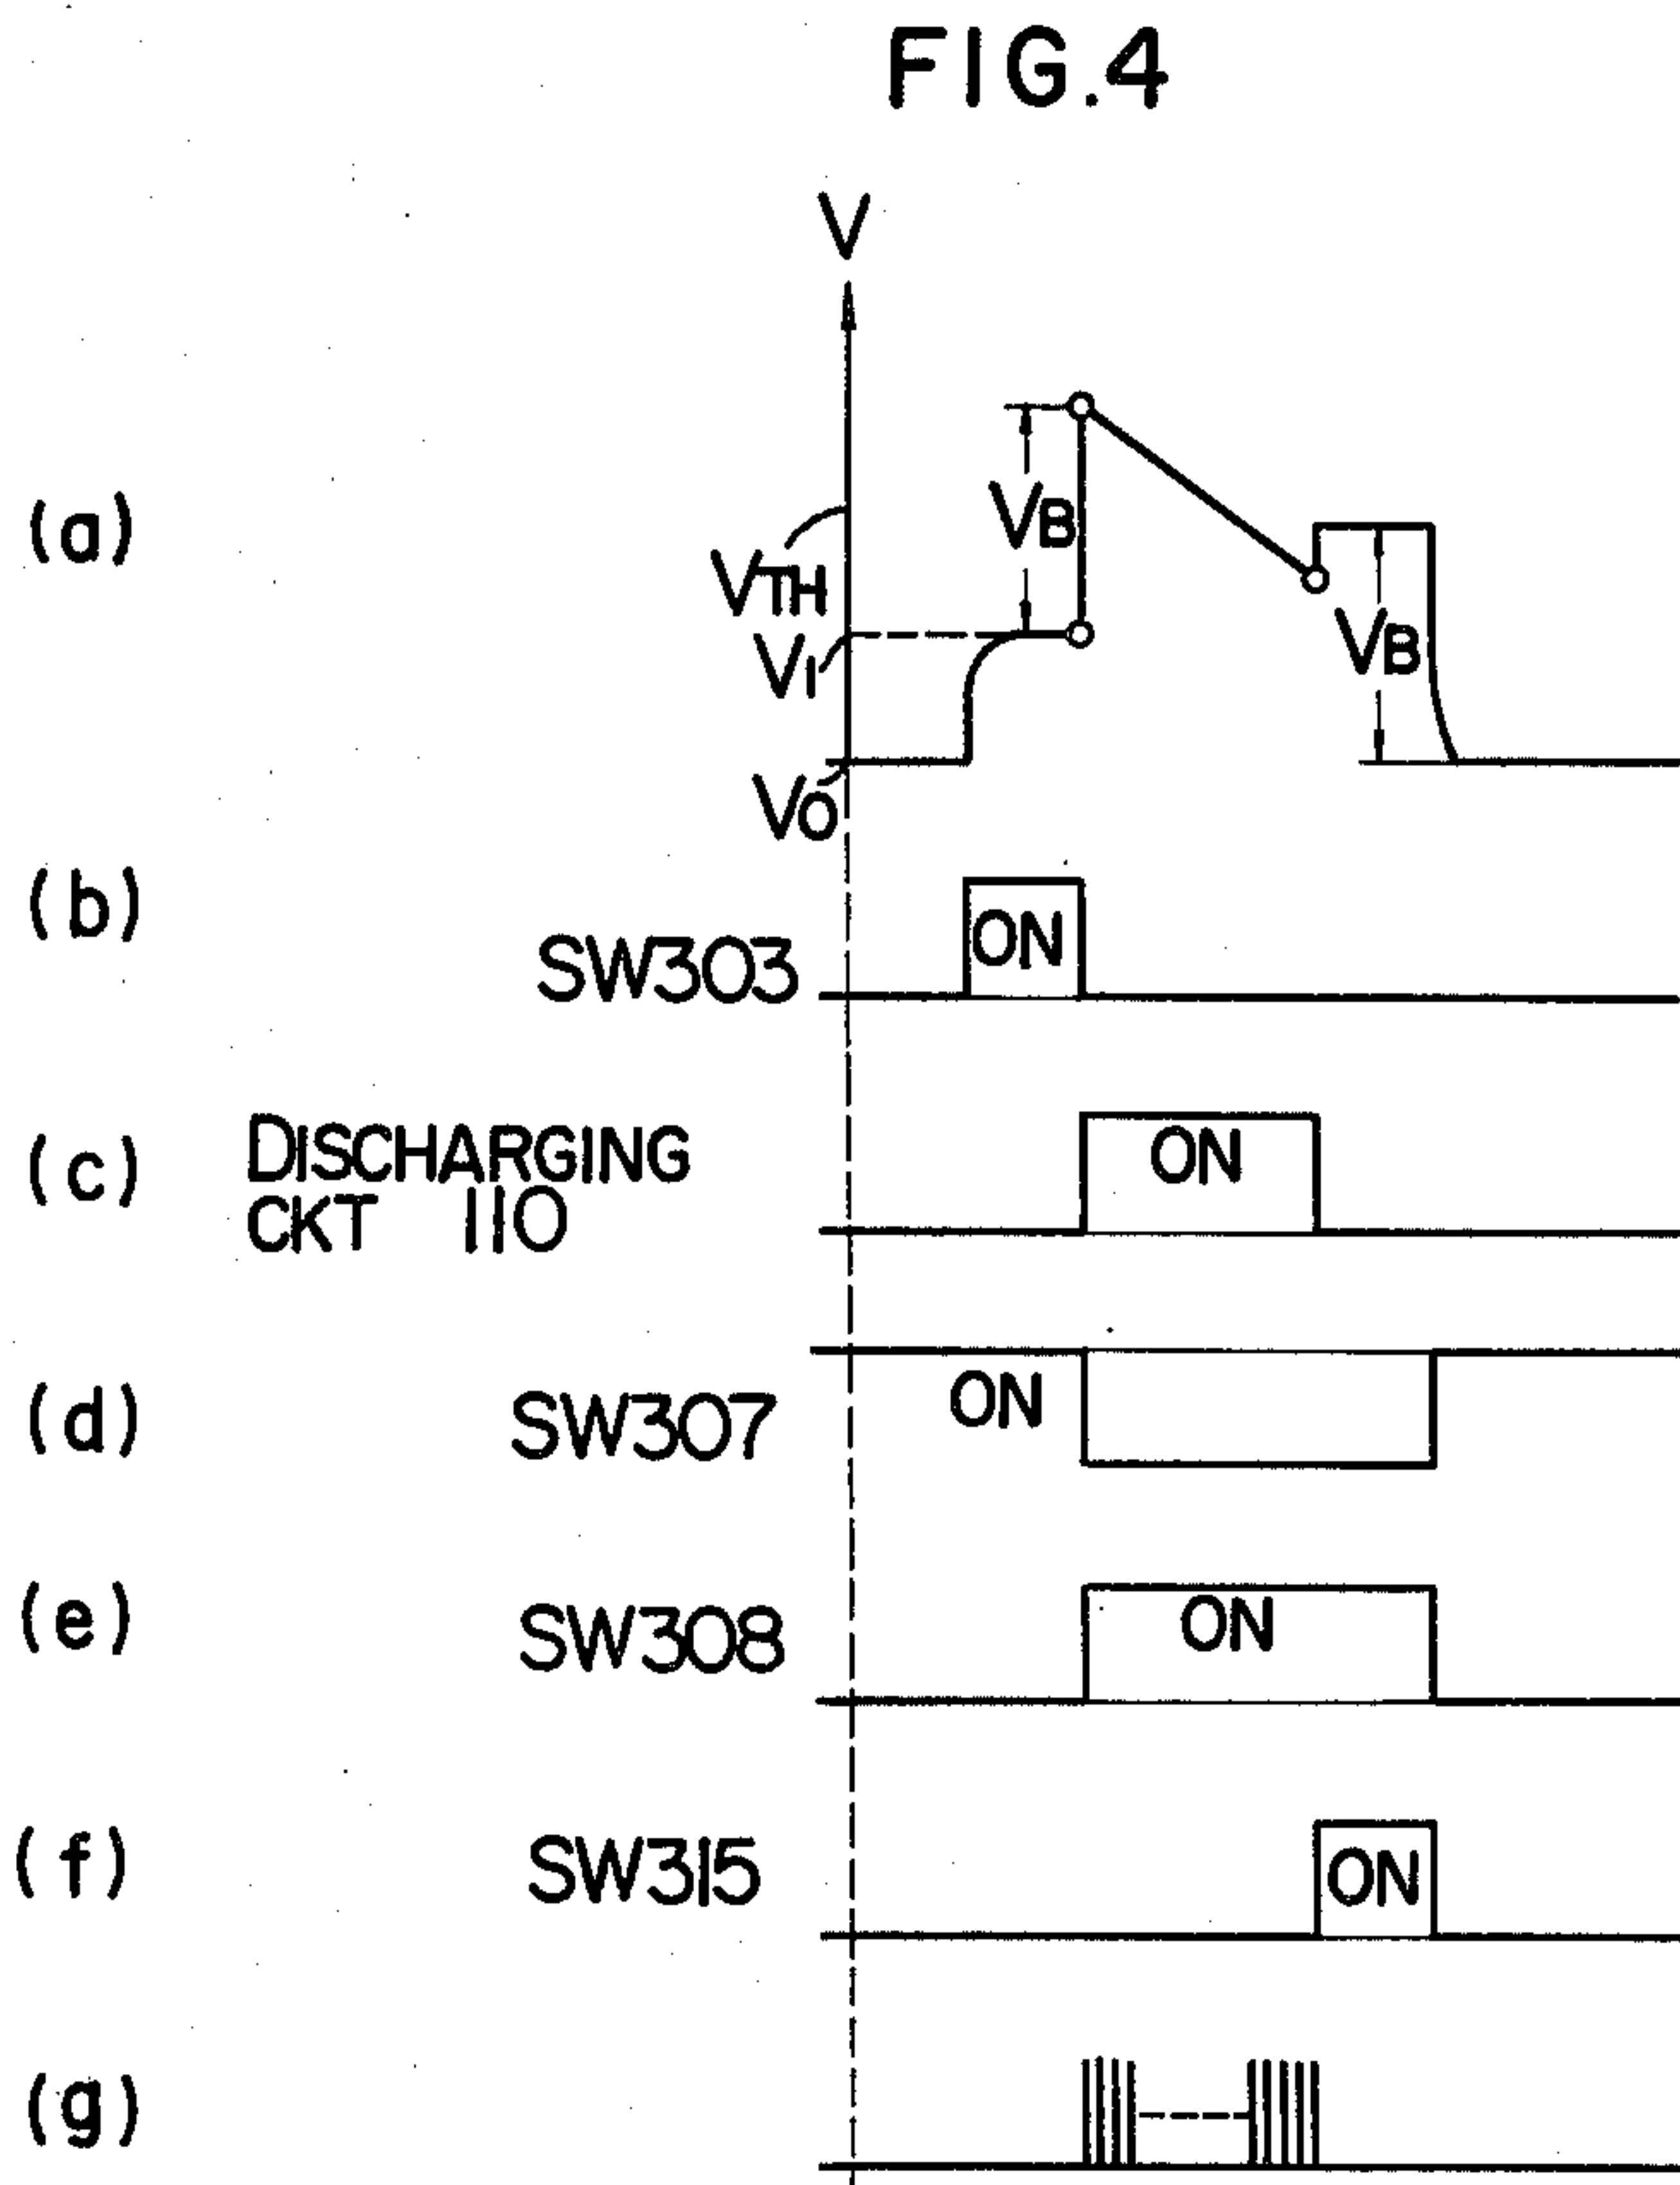 FIG.4
V
(a)
VB
VTH
V1
VB
V0
(b)
SW303
ON
(c)
DISCHARGING
CKT 110
ON
(d)
SW307
ON
(e)
SW308
ON
(f)
SW315
ON
(g)